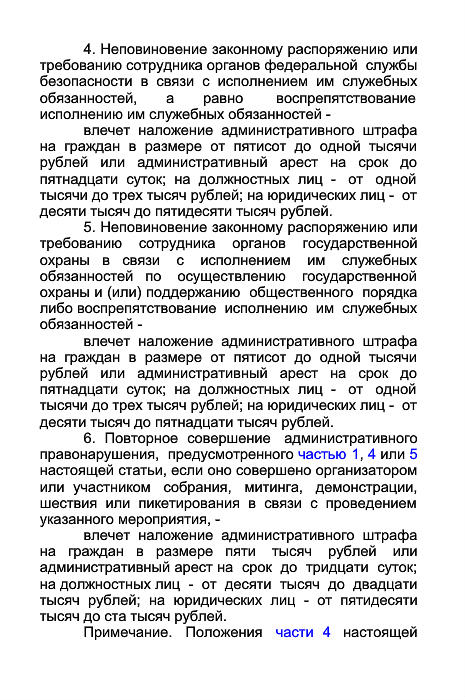 4. Неповиновение законному распоряжению или
требованию сотрудника органов федеральной службы
безопасности в связи с исполнением им служебных
обязанностей, а равно воспрепятствование
исполнению им служебных обязанностей -
влечет наложение административного штрафа
на граждан в размере от пятисот до одной тысячи
рублей или административный арест на срок до
пятнадцати суток; на должностных лиц - от одной
тысячи до трех тысяч рублей; на юридических лиц - от
десяти тысяч до пятидесяти тысяч рублей.
5. Неповиновение законному распоряжению или
требованию сотрудника органов государственной
охраны в связи с исполнением им служебных
обязанностей по осуществлению государственной
охраны и (или) поддержанию общественного порядка
либо воспрепятствование исполнению им служебных
обязанностей -
влечет наложение административного штрафа
на граждан в размере от пятисот до одной тысячи
рублей или административный арест на срок до
пятнадцати суток; на должностных лиц - от одной
тысячи до трех тысяч рублей; на юридических лиц - от
десяти тысяч до пятнадцати тысяч рублей.
6. Повторное совершение административного
правонарушения, предусмотренного частью 1, 4 или 5
настоящей статьи, если оно совершено организатором
или участником собрания, митинга, демонстрации,
шествия или пикетирования в связи с проведением
указанного мероприятия, -
влечет наложение административного штрафа
на граждан в размере пяти тысяч рублей или
административный арест на срок до тридцати суток;
на должностных лиц - от десяти тысяч до двадцати
тысяч рублей; на юридических лиц - от пятидесяти
тысяч до ста тысяч рублей.
Примечание. Положения части 4 настоящей